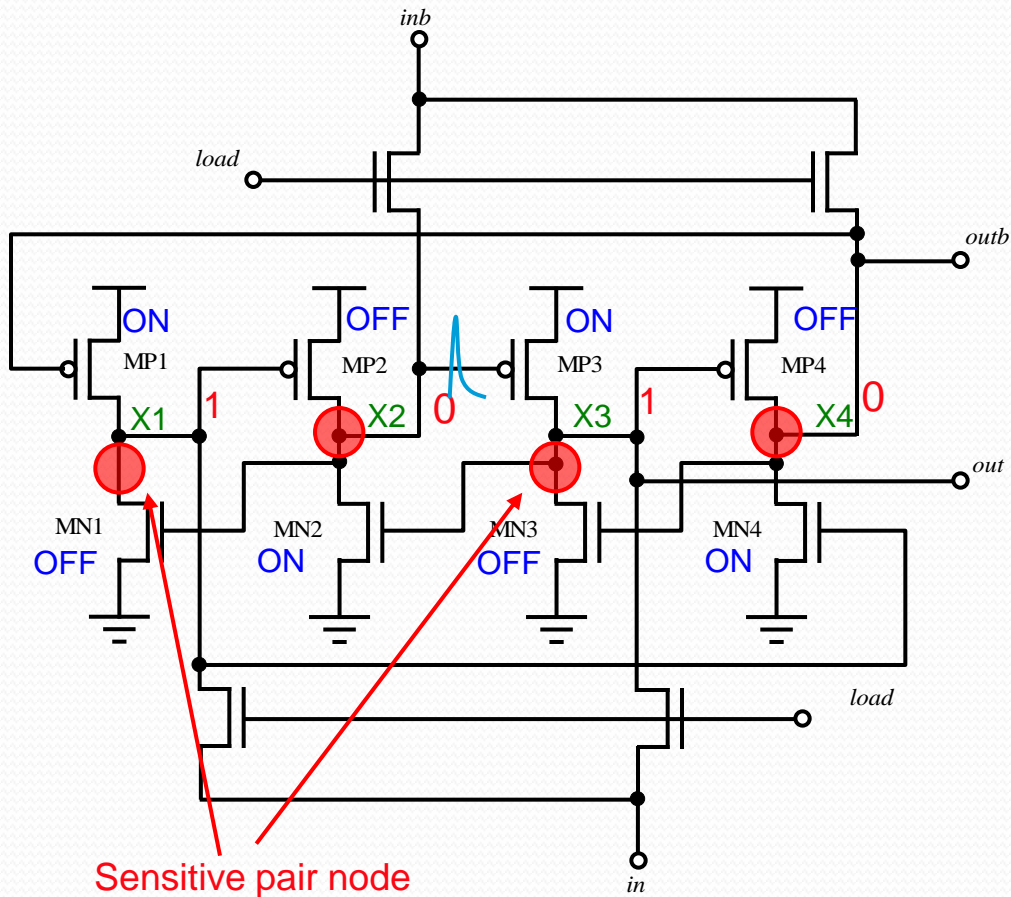 inb
load
outb
ON
OFF
ON
OFF
MP1
MP2
MP3
MP4
X1
1
X2
0
X3
1
X4
0
out
MN1
MN2
MN3
MN4
OFF
ON
OFF
ON
load
Sensitive pair node
in